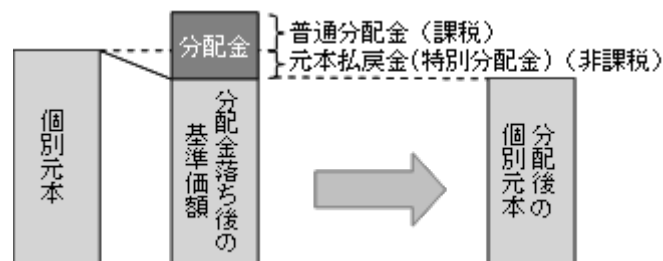 分配金
普通分配金（課税）
元本払戻金(特別分配金)（非課税）
個別元本
分配金落ち後の
基準価額
分配後の
個別元本